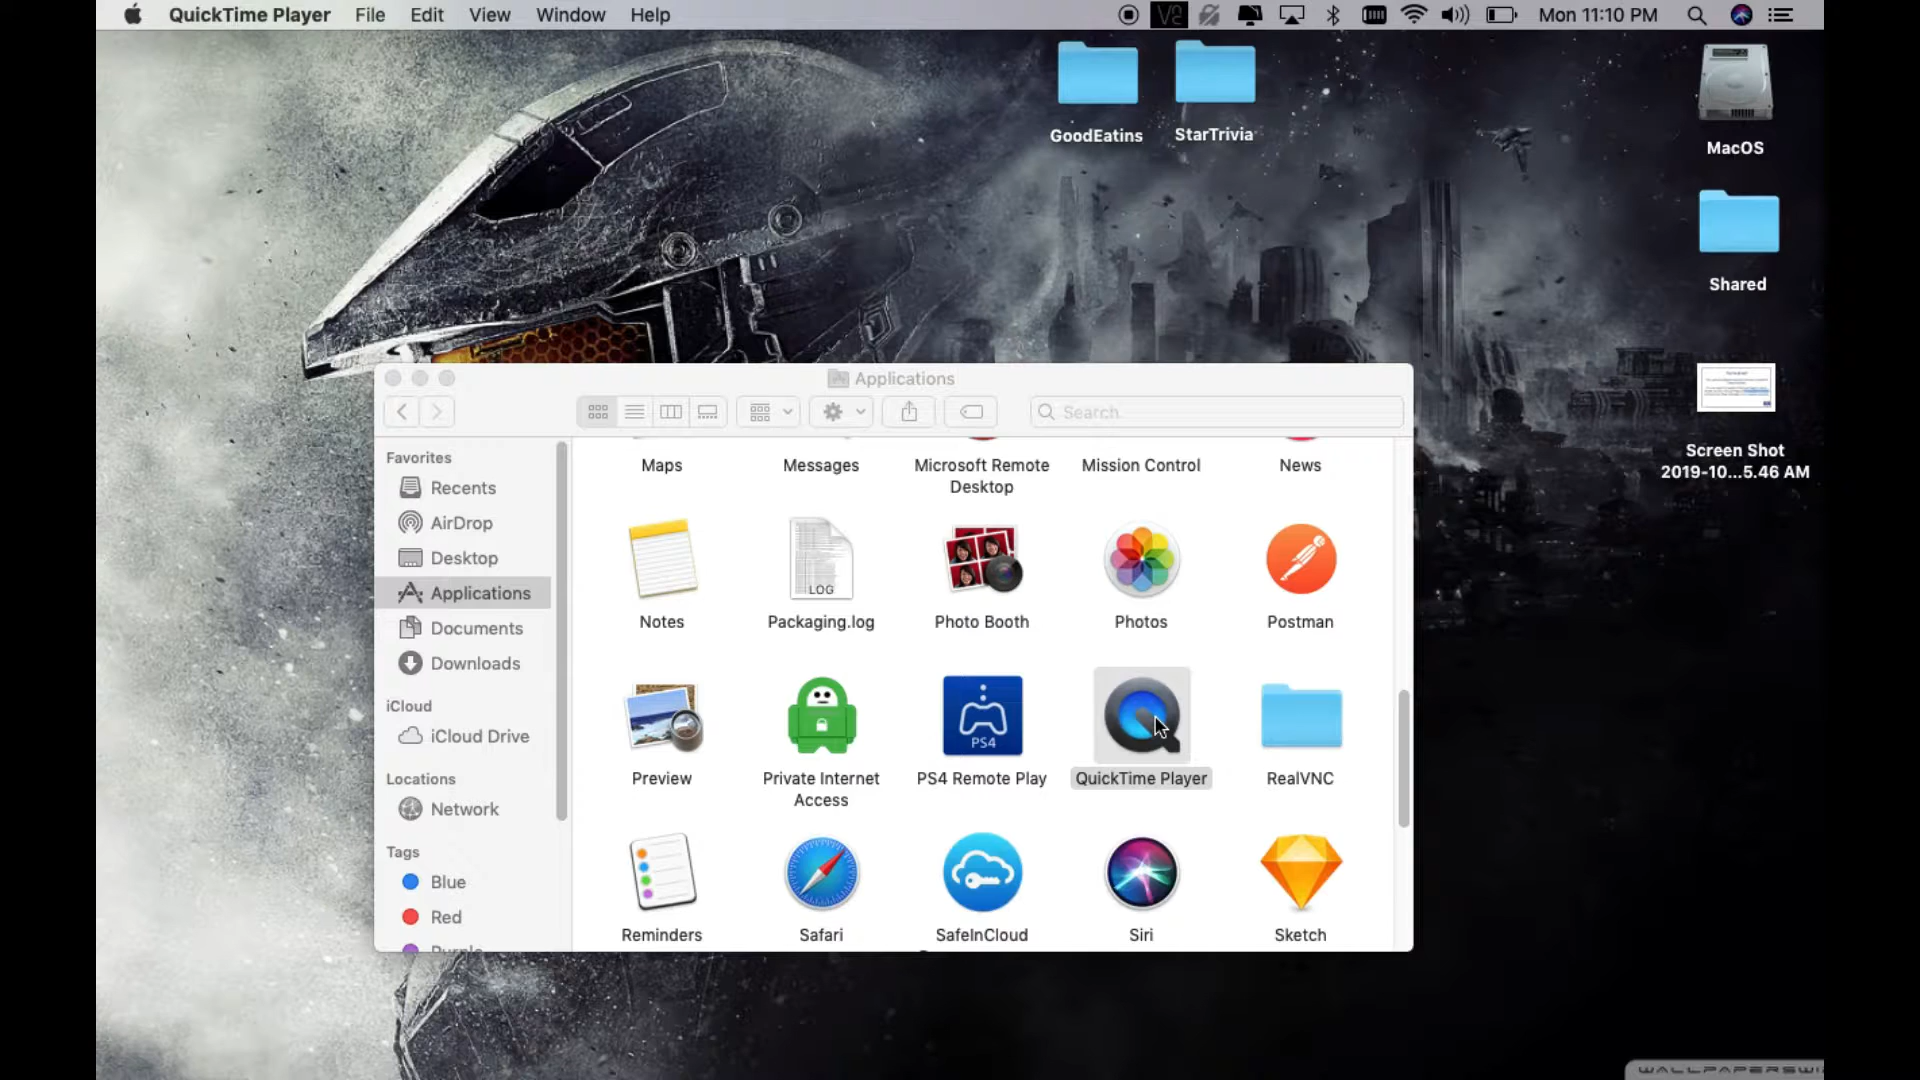 QuickTime Player File Edit View Window Help
Mon 11:10 PM
GoodEatins
StarTrivia
MacOS
Shared
Screen Shot
2019-10...5.46 AM
Applications
Search
Favorites
Recents
AirDrop
Desktop
Applications
Documents
Downloads
iCloud
iCloud Drive
Locations
Network
Tags
Blue
Red
Purple
Maps
Messages
Microsoft Remote
Desktop
Mission Control
News
LOG
Notes
Packaging.log
Photo Booth
Photos
Postman
PS4
Preview
Private Internet
Access
PS4 Remote Play
QuickTime Player
RealVNC
Reminders
Safari
SafeInCloud
Siri
Sketch